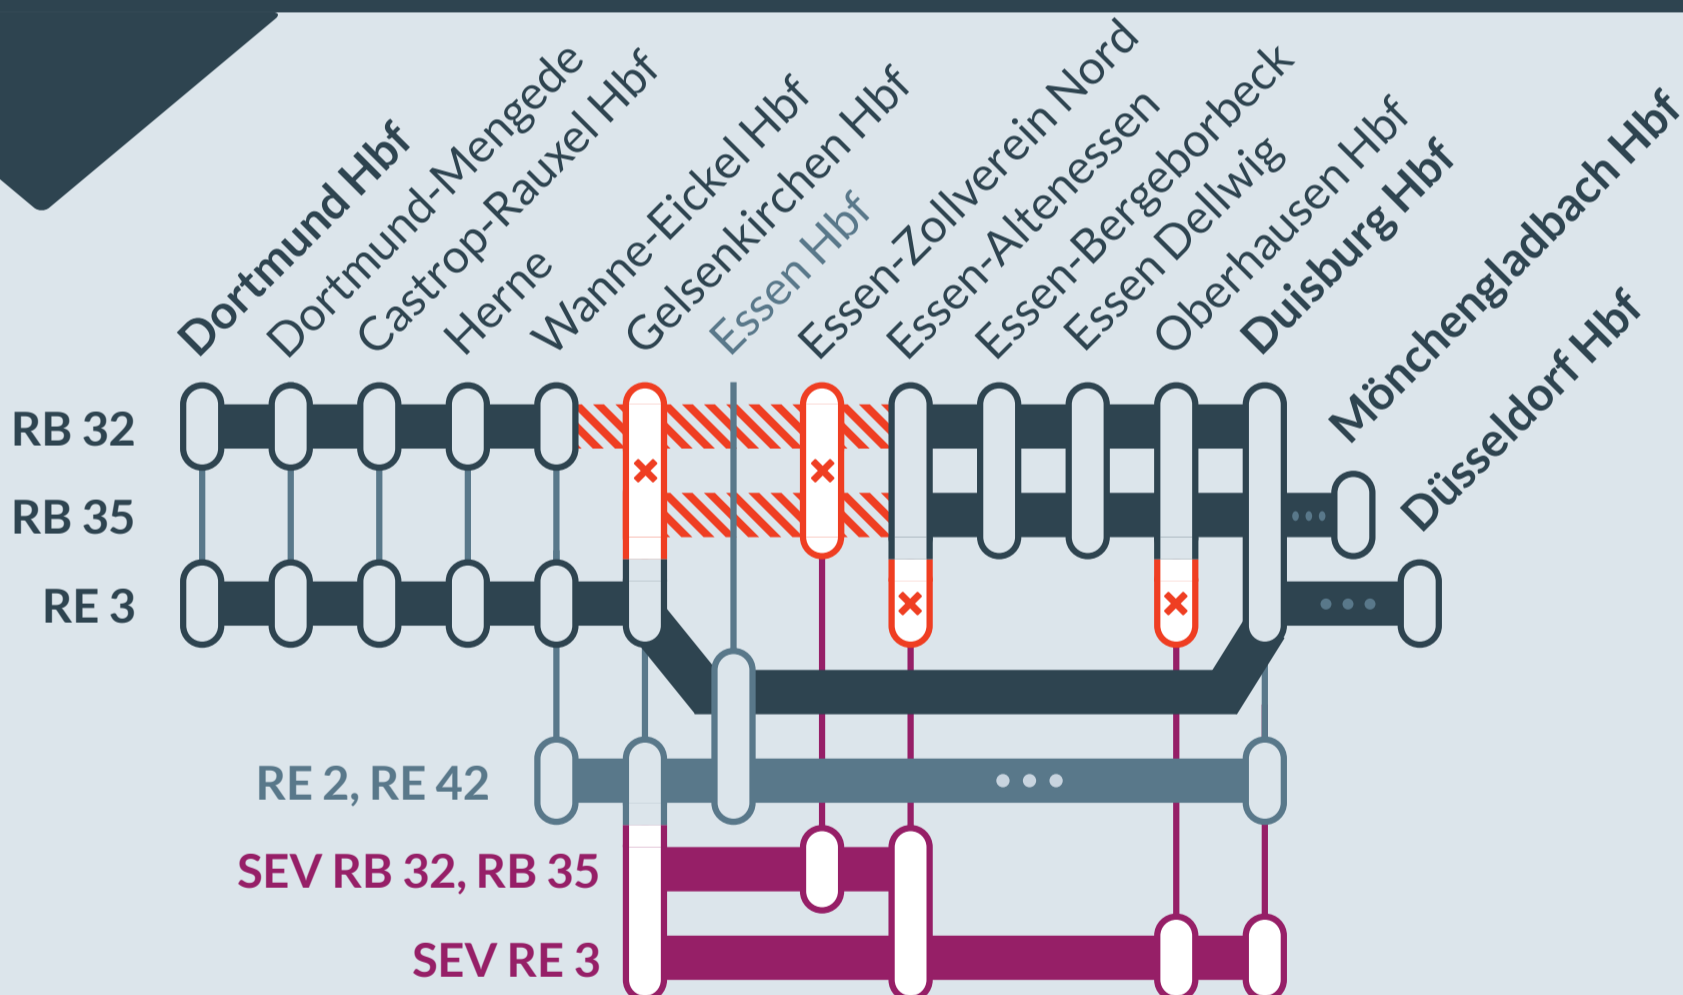 Dortmund Hbf
Dortmund-Mengede
Castrop-Rauxel Hbf
Herne
Wanne-Eickel Hbf
Gelsenkirchen Hbf
Essen Hbf
Essen-Zollverein Nord
Essen-Altenessen
Essen-Bergeborbeck
Essen Dellwig
Oberhausen Hbf
Duisburg Hbf
Mönchengladbach Hbf
Düsseldorf Hbf
RB 32
RB 35
RE 3
RE 2, RE 42
SEV RB 32, RB 35
SEV RE 3